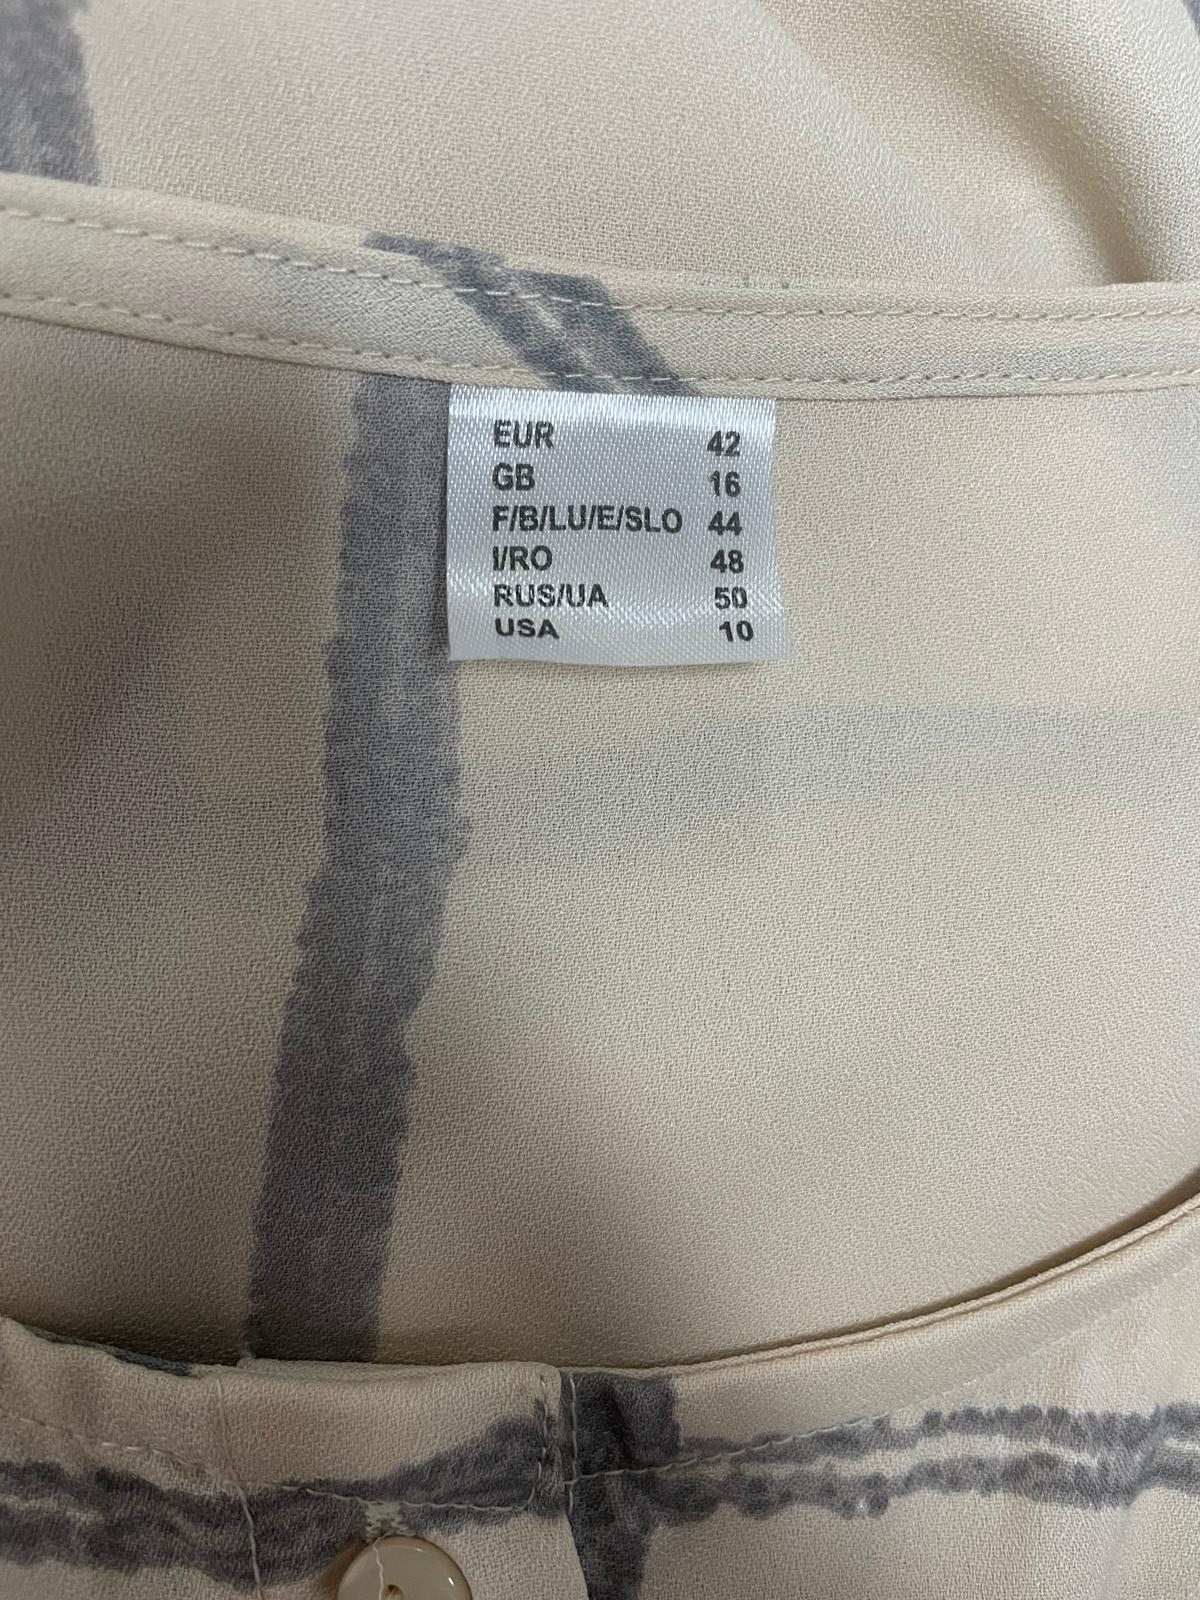 EUR 42
GB 16
F/B/LU/E/SLO 44
I/RO 48
RUS/UA 50
USA 10